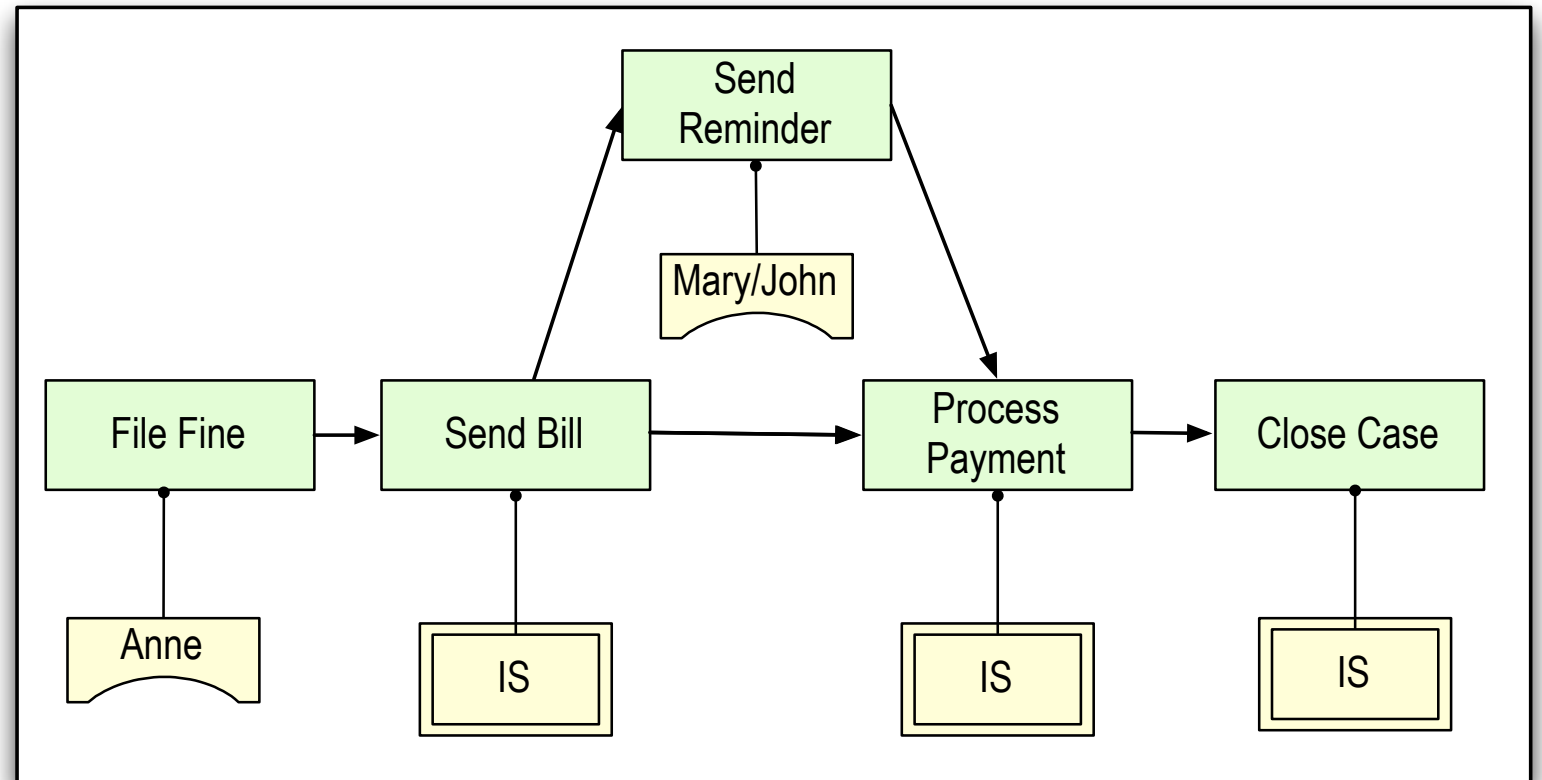 Send
Reminder
Mary/John
File Fine
Send Bill
Process
Payment
Close Case
Anne
IS
IS
IS